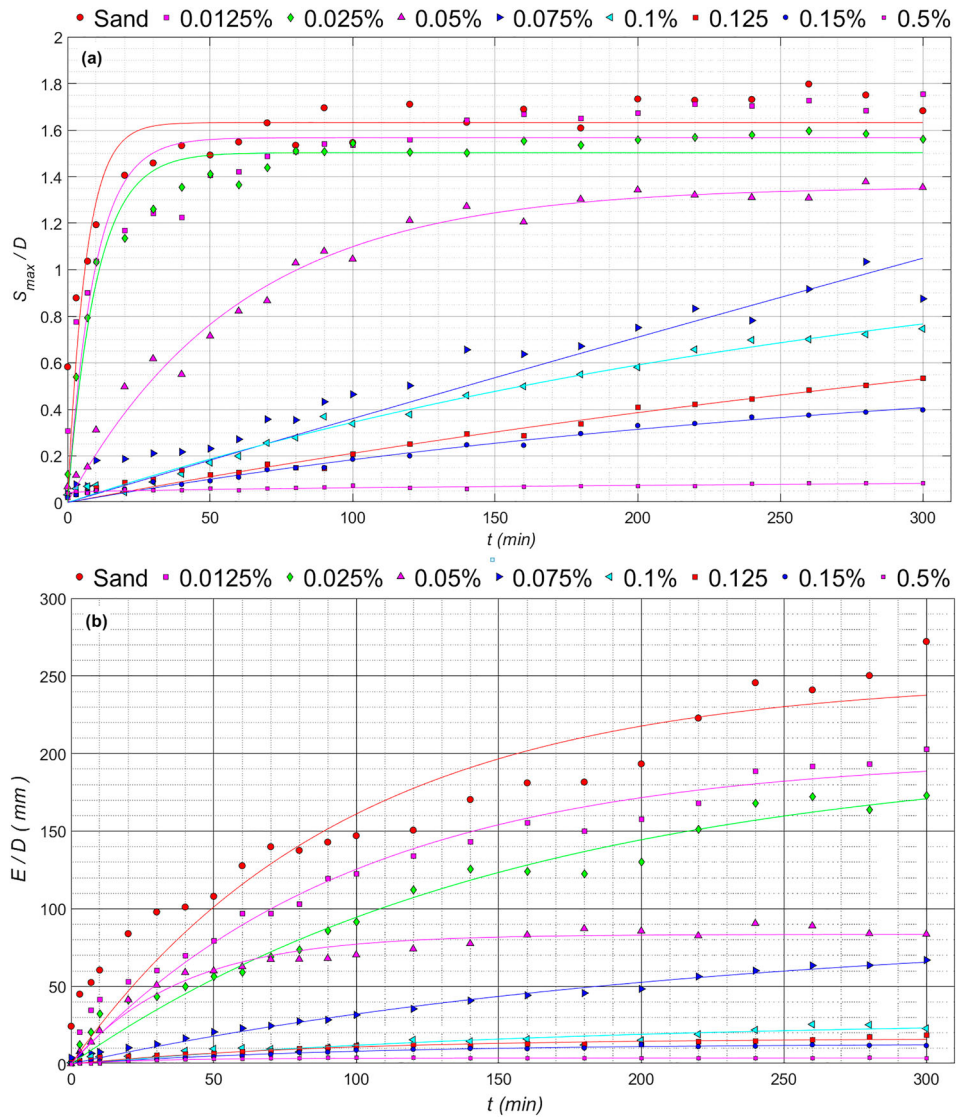 Sand 0.0125% 0.025% 0.05% 0.075% 0.1% 0.125 0.15% 0.5%
(a)
2
1.8
1.6
1.4
1.2
1
0.8
0.6
0.4
0.2
0
S_max / D
0 50 100 150 200 250 300
t (min)
Sand 0.0125% 0.025% 0.05% 0.075% 0.1% 0.125 0.15% 0.5%
(b)
300
250
200
150
100
50
0
E / D ( mm)
0 50 100 150 200 250 300
t (min)